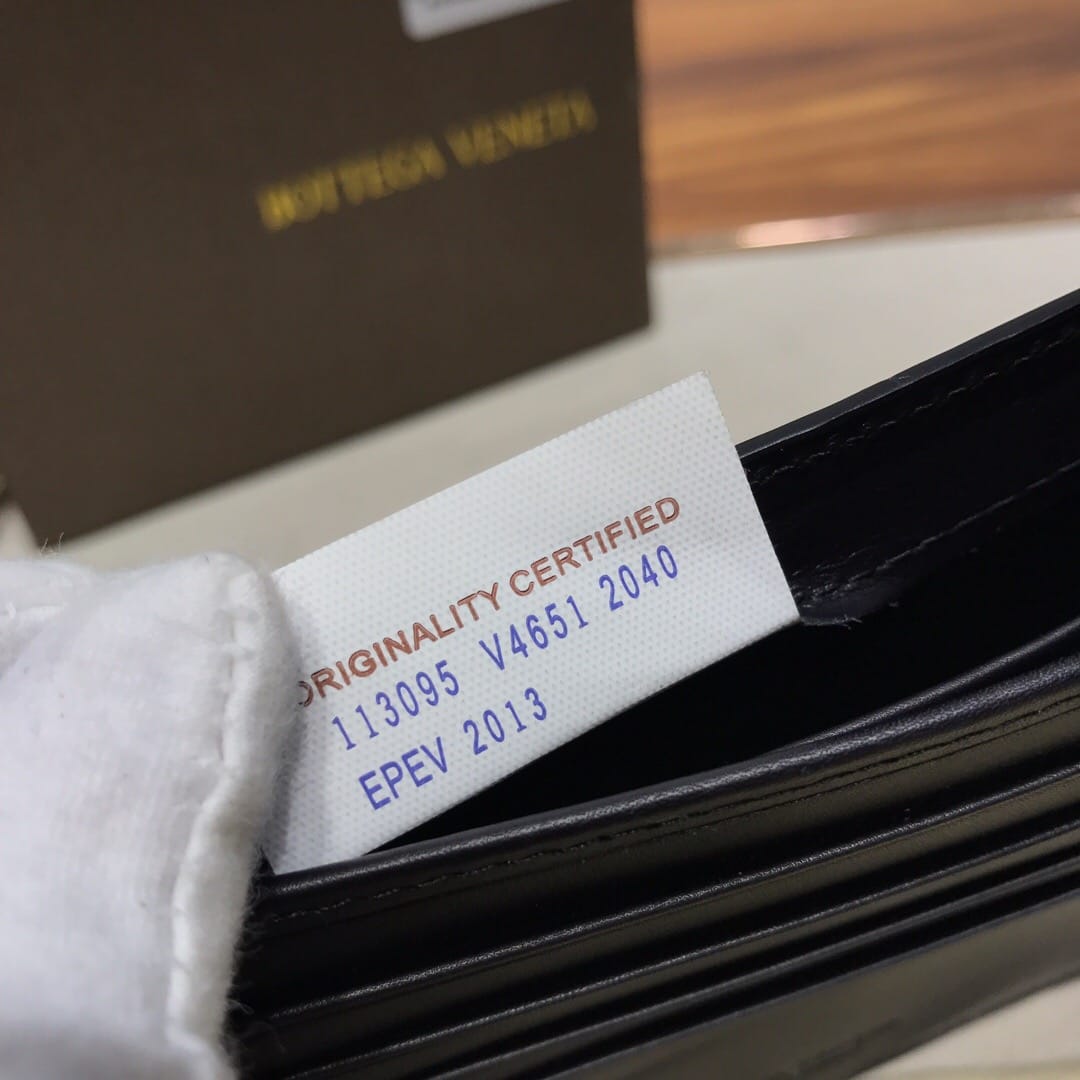 BOTTEGA VENETA
ORIGINALITY CERTIFIED
113095 V4651 2040
EPEV 2013